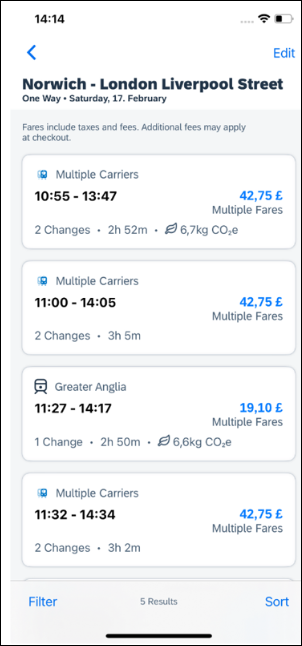 14:14
Edit
Norwich - London Liverpool Street
One Way • Saturday, 17. February
Fares include taxes and fees. Additional fees may apply
at checkout.
Multiple Carriers
10:55 - 13:47
42,75 £
Multiple Fares
2 Changes • 2h 52m • 6,7kg CO₂e
Multiple Carriers
11:00 - 14:05
42,75 £
Multiple Fares
2 Changes • 3h 5m
Greater Anglia
11:27 - 14:17
19,10 £
Multiple Fares
1 Change • 2h 50m • 6,6kg CO₂e
Multiple Carriers
11:32 - 14:34
42,75 £
Multiple Fares
2 Changes • 3h 2m
Filter
5 Results
Sort